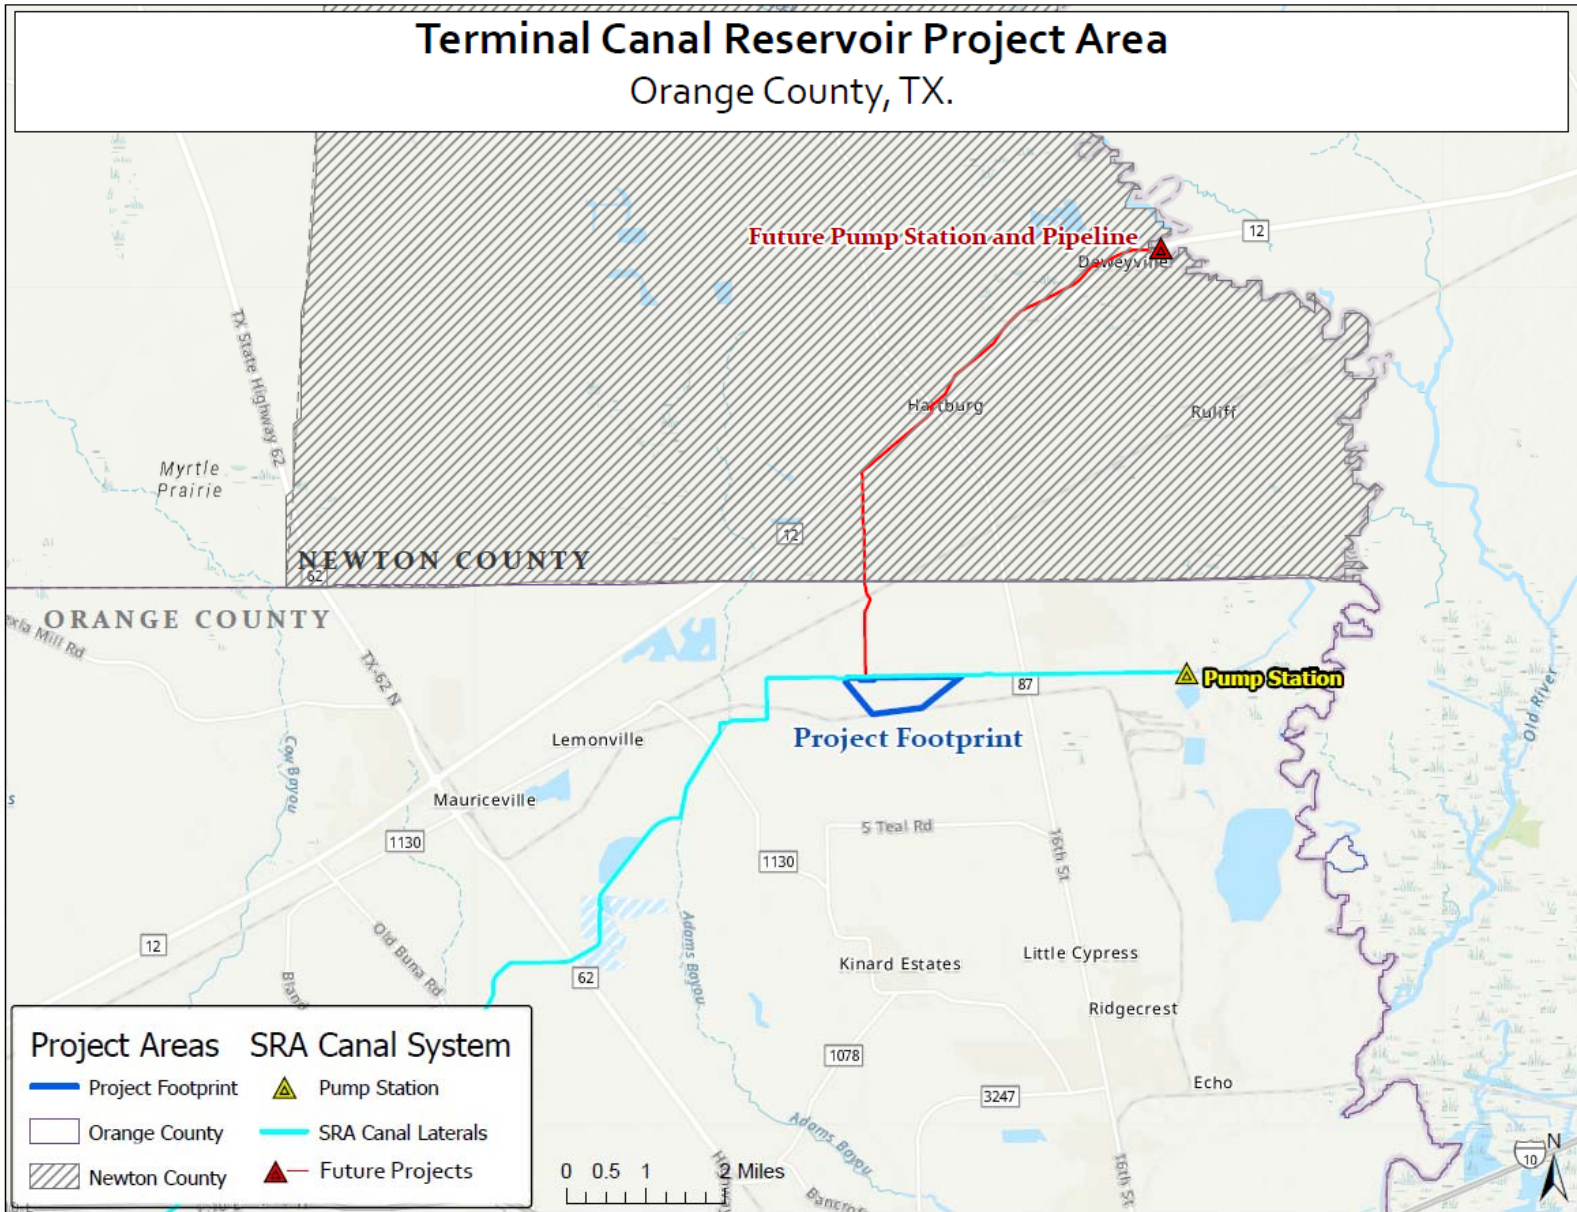 Terminal Canal Reservoir Project Area
Orange County, TX.
Future Pump Station and Pipeline
12
Deweyville
TX State Highway 62
Hartburg
Ruliff
Myrtle
Prairie
12
NEWTON COUNTY
62
ORANGE COUNTY
Mill Rd
TX-62 N
87
Pump Station
Project Footprint
Old River
Lemonville
Cow Bayou
Mauriceville
S Teal Rd
16th St
1130
1130
Adams Bayou
12
Old Buna Rd
Kinard Estates
Little Cypress
62
Bland
Ridgecrest
1078
Echo
3247
Adams Bayou
16th St
10
N
Project Areas
Project Footprint
Orange County
Newton County
SRA Canal System
Pump Station
SRA Canal Laterals
Future Projects
0 0.5 1 2 Miles